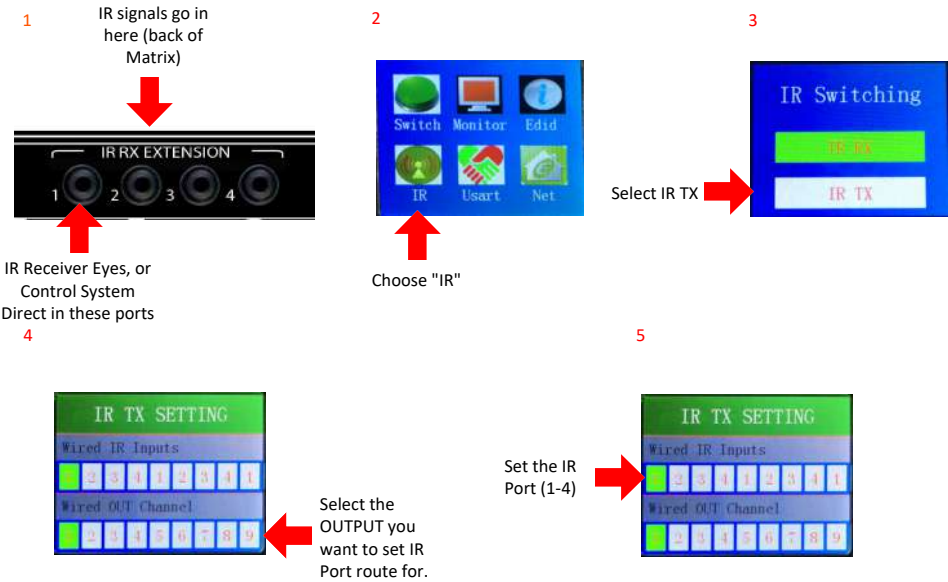 1
IR signals go in
here (back of
Matrix)
IR RX EXTENSION
1 2 3 4
IR Receiver Eyes, or
Control System
Direct in these ports
2
Switch Monitor Edid
IR Usart Net
Choose "IR"
3
IR Switching
IR RX
IR TX
Select IR TX
4
IR TX SETTING
Wired IR Inputs
1 2 3 4 1 2 3 4 1
Wired OUT Channel
1 2 3 4 5 6 7 8 9
Select the
OUTPUT you
want to set IR
Port route for.
5
Set the IR
Port (1-4)
IR TX SETTING
Wired IR Inputs
1 2 3 4 1 2 3 4 1
Wired OUT Channel
1 2 3 4 5 6 7 8 9